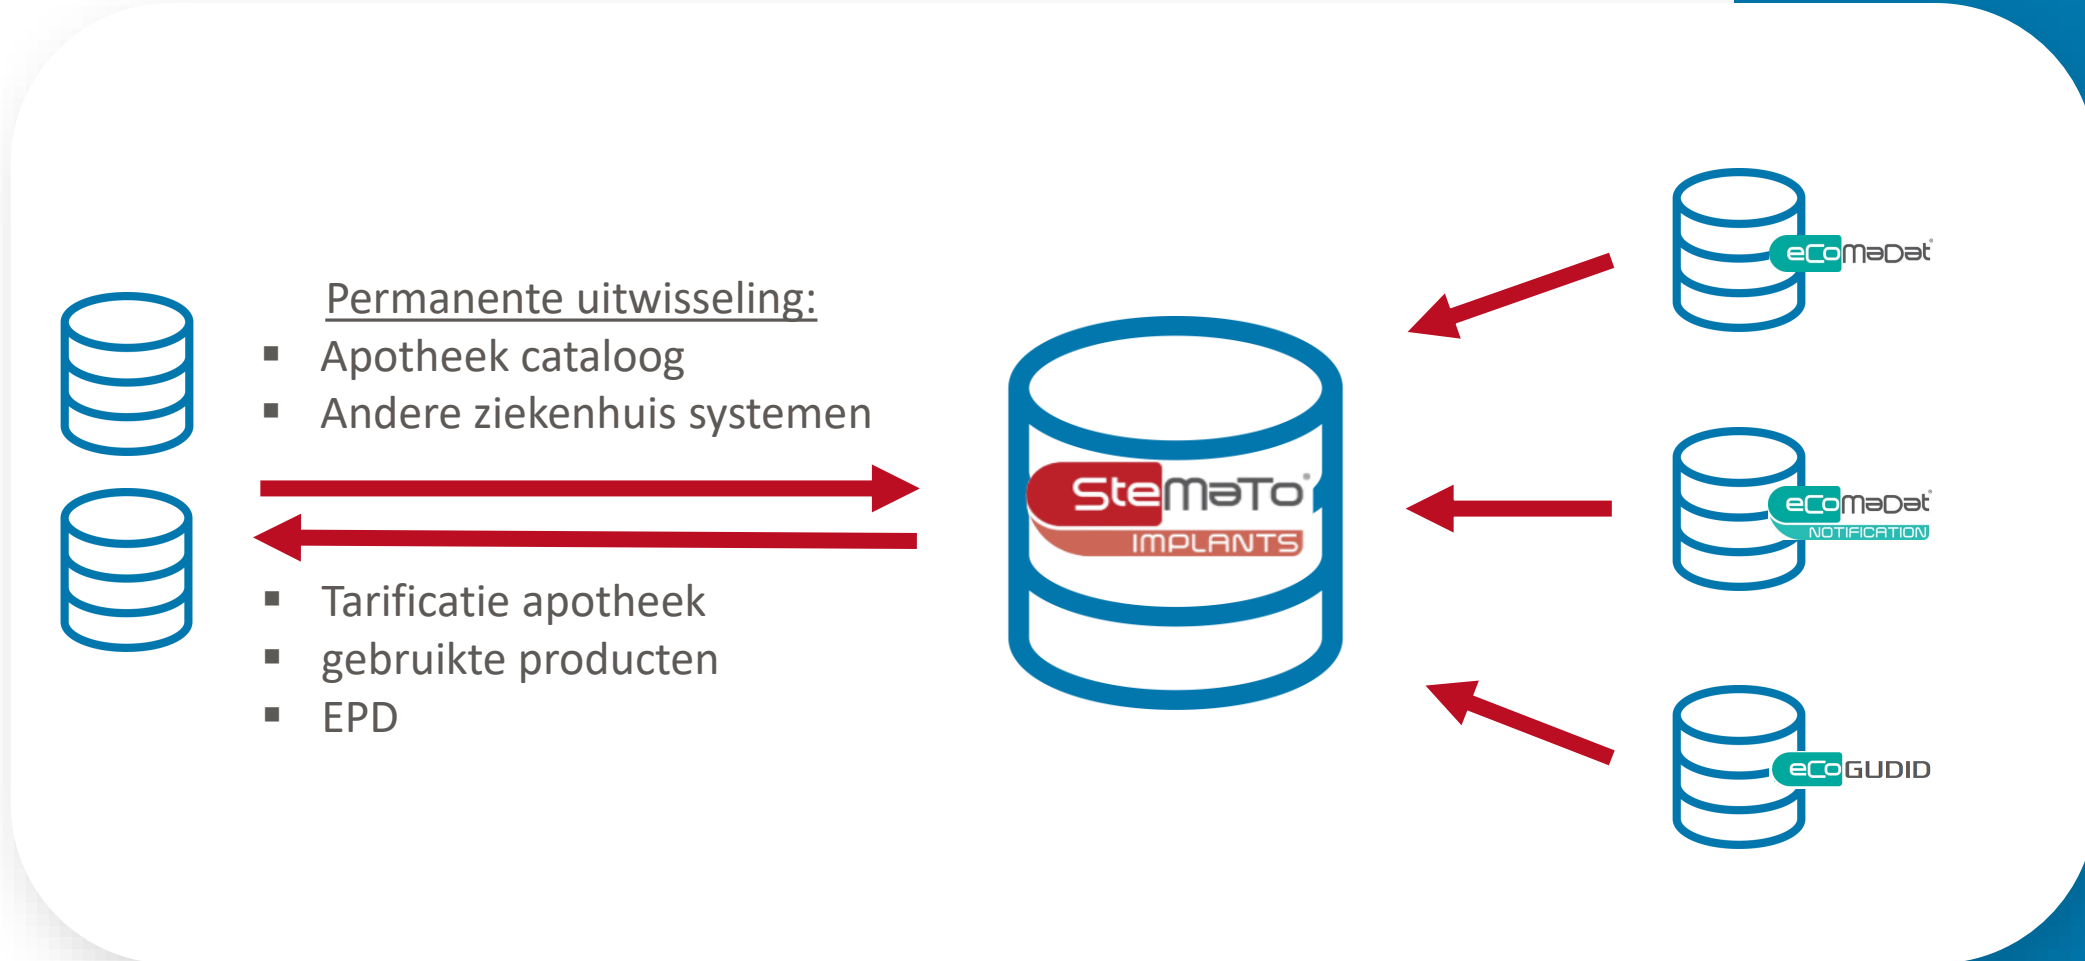 Permanente uitwisseling:
▪ Apotheek cataloog
▪ Andere ziekenhuis systemen
▪ Tarificatie apotheek
▪ gebruikte producten
▪ EPD
SteMaTo®
IMPLANTS
eCoMaDat®
eCoMaDat®
NOTIFICATION
eCoGUDID